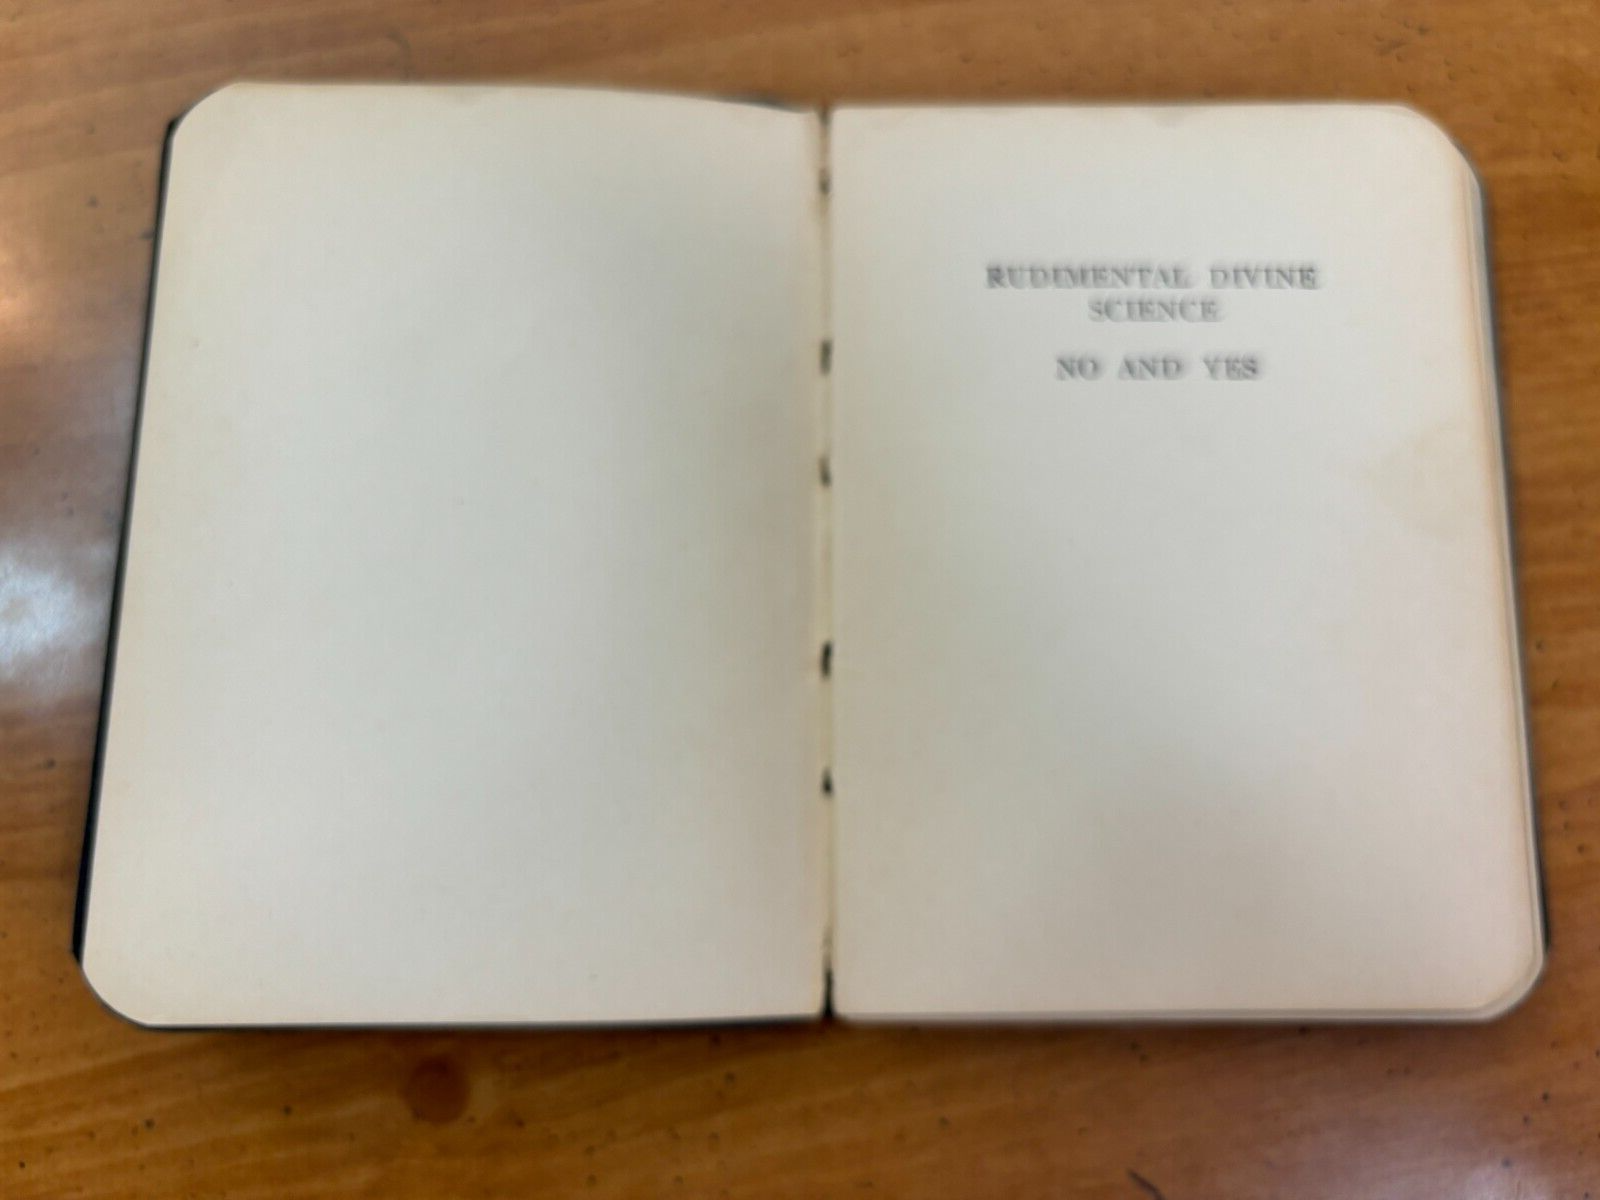 RUDIMENTAL DIVINE
SCIENCE
NO AND YES